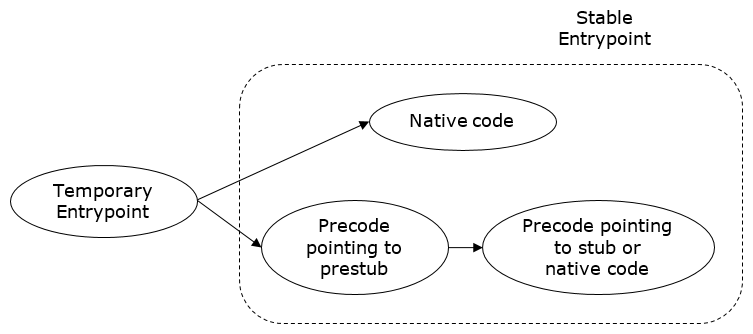 Stable
Entrypoint
Native code
Temporary
Entrypoint
Precode
pointing to
prestub
Precode pointing
to stub or
native code